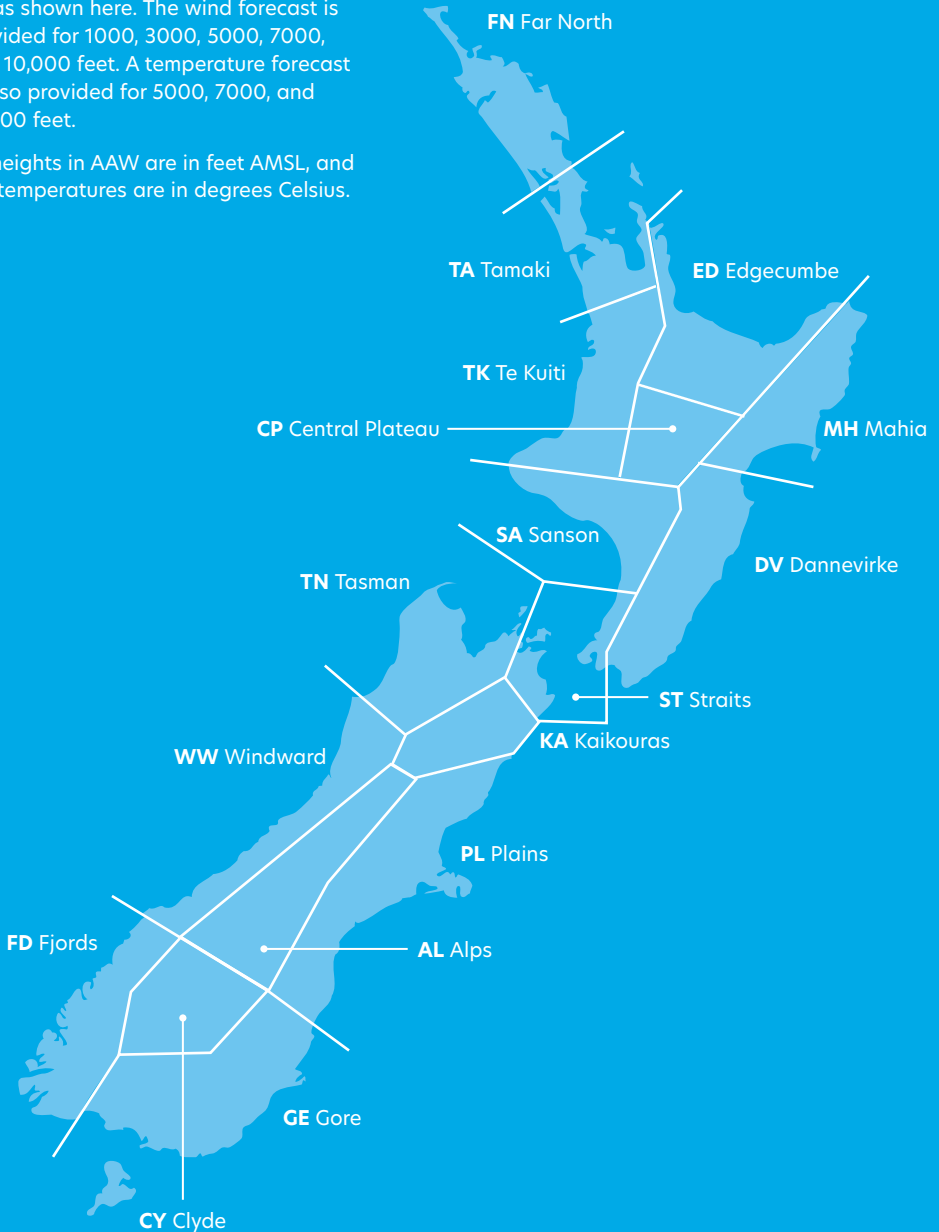 as shown here. The wind forecast is
vided for 1000, 3000, 5000, 7000,
10,000 feet. A temperature forecast
so provided for 5000, 7000, and
00 feet.
eights in AAW are in feet AMSL, and
temperatures are in degrees Celsius.
FN Far North
TA Tamaki
ED Edgecumbe
TK Te Kuiti
CP Central Plateau
MH Mahia
SA Sanson
DV Dannevirke
TN Tasman
ST Straits
KA Kaikouras
WW Windward
PL Plains
FD Fjords
AL Alps
GE Gore
CY Clyde